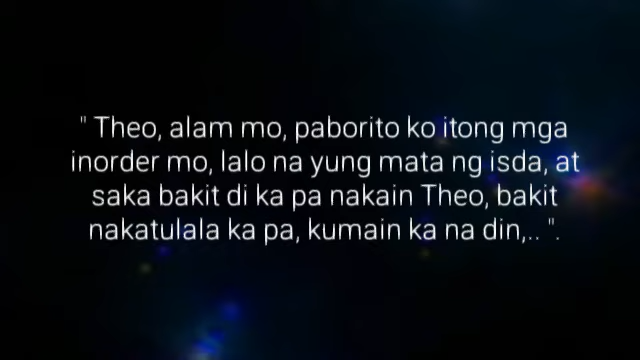 " Theo, alam mo, paborito ko itong mga
inorder mo, lalo na yung mata ng isda, at
saka bakit di ka pa nakain Theo, bakit
nakatulala ka pa, kumain ka na din,.. ".